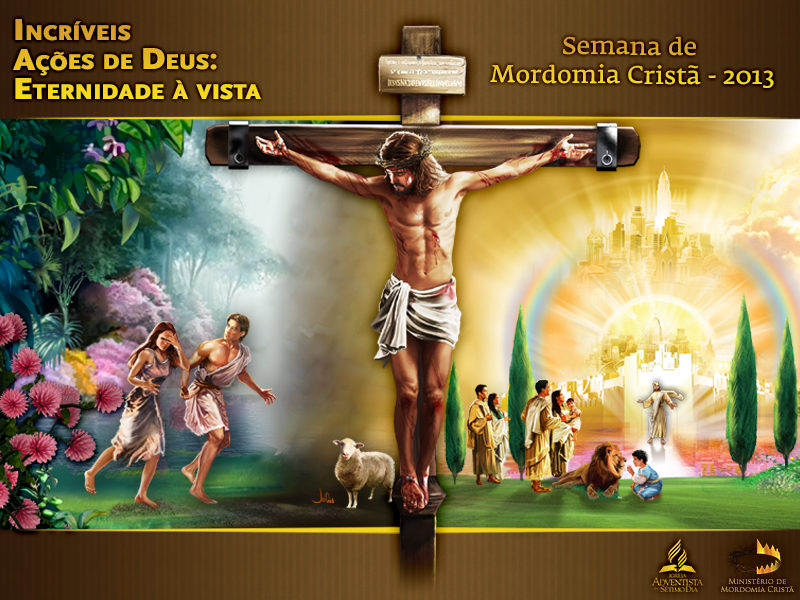 Incríveis
Ações de Deus:
Eternidade à vista
Semana de
Mordomia Cristã - 2013
IGREJA
ADVENTISTA
DO SÉTIMO DIA
MINISTÉRIO DE
MORDOMIA CRISTÃ